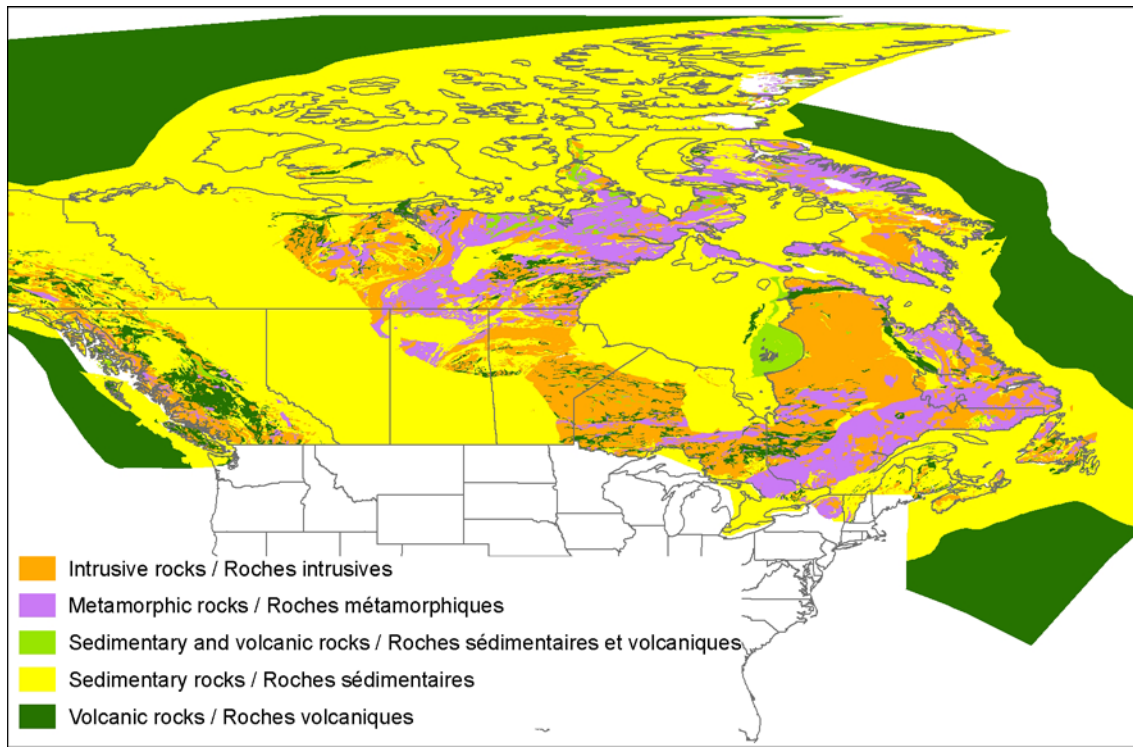 Intrusive rocks / Roches intrusives
Metamorphic rocks / Roches métamorphiques
Sedimentary and volcanic rocks / Roches sédimentaires et volcaniques
Sedimentary rocks / Roches sédimentaires
Volcanic rocks / Roches volcaniques